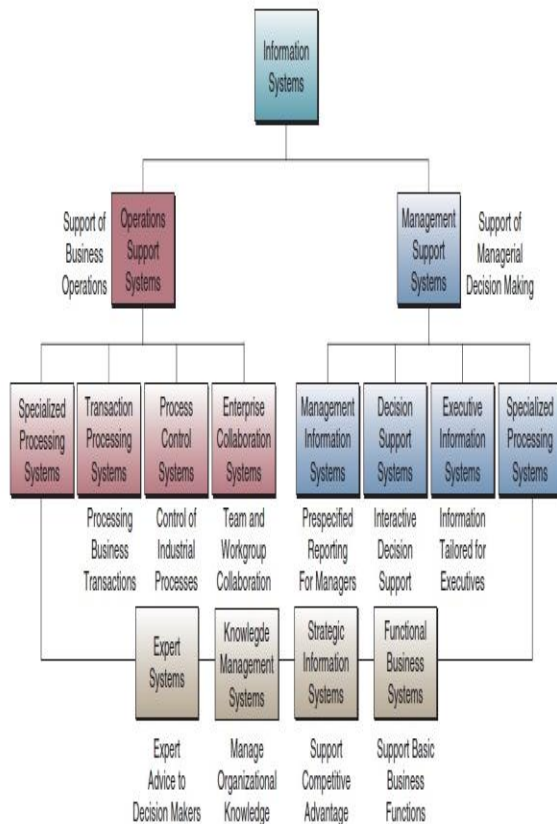 Information
Systems
Support of
Business
Operations
Operations
Support
Systems
Management
Support
Systems
Support of
Managerial
Decision Making
Specialized
Processing
Systems
Transaction
Processing
Systems
Process
Control
Systems
Enterprise
Collaboration
Systems
Management
Information
Systems
Decision
Support
Systems
Executive
Information
Systems
Specialized
Processing
Systems
Processing
Business
Transactions
Control of
Industrial
Processes
Team and
Workgroup
Collaboration
Prespecified
Reporting
For Managers
Interactive
Decision
Support
Information
Tailored for
Executives
Expert
Systems
Knowlegde
Management
Systems
Strategic
Information
Systems
Functional
Business
Systems
Expert
Advice to
Decision Makers
Manage
Organizational
Knowledge
Support
Competitive
Advantage
Support Basic
Business
Functions